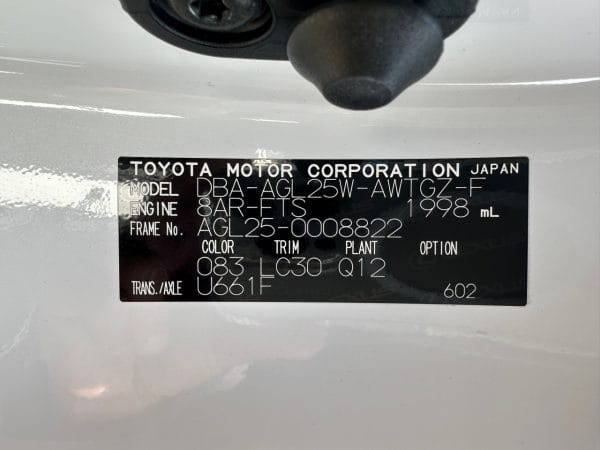 TOYOTA MOTOR CORPORATION JAPAN
MODEL DBA-AGL25W-AWTGZ-F
ENGINE 8AR-FTS 1998 mL
FRAME No. AGL25-0008822
COLOR TRIM PLANT OPTION
083 LC30 Q12
TRANS./AXLE U661F 602